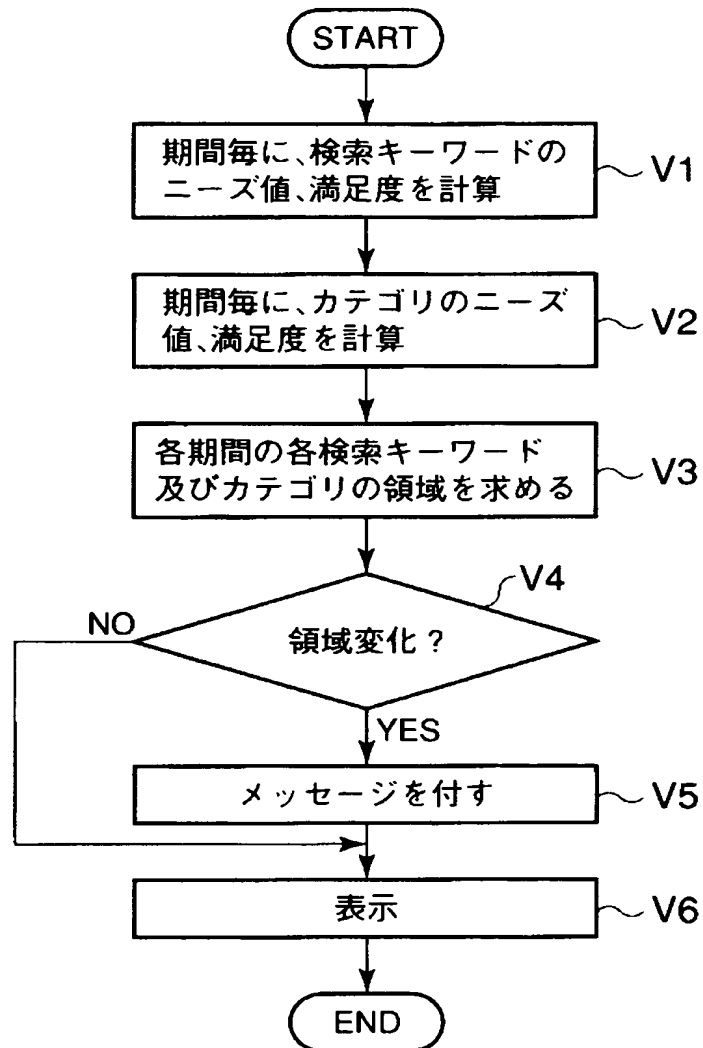 START
期間毎に、検索キーワードの
ニーズ値、満足度を計算
V1
期間毎に、カテゴリのニーズ
値、満足度を計算
V2
各期間の各検索キーワード
及びカテゴリの領域を求める
V3
V4
NO
領域変化？
YES
メッセージを付す
V5
表示
V6
END